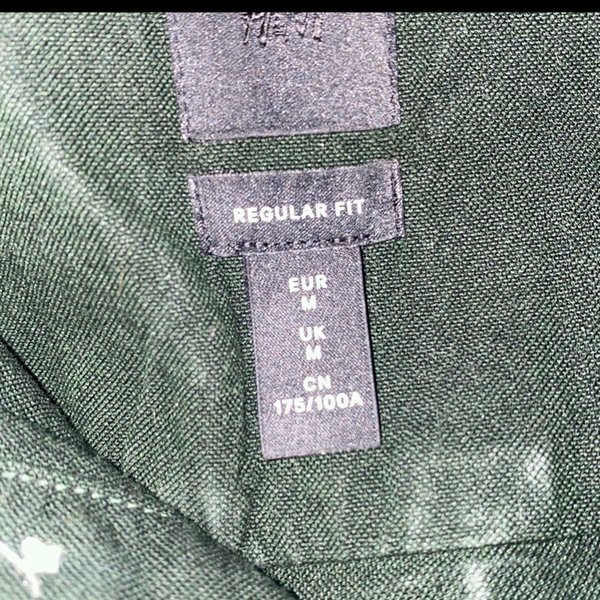 REGULAR FIT
EUR
M
UK
M
CN
175/100A